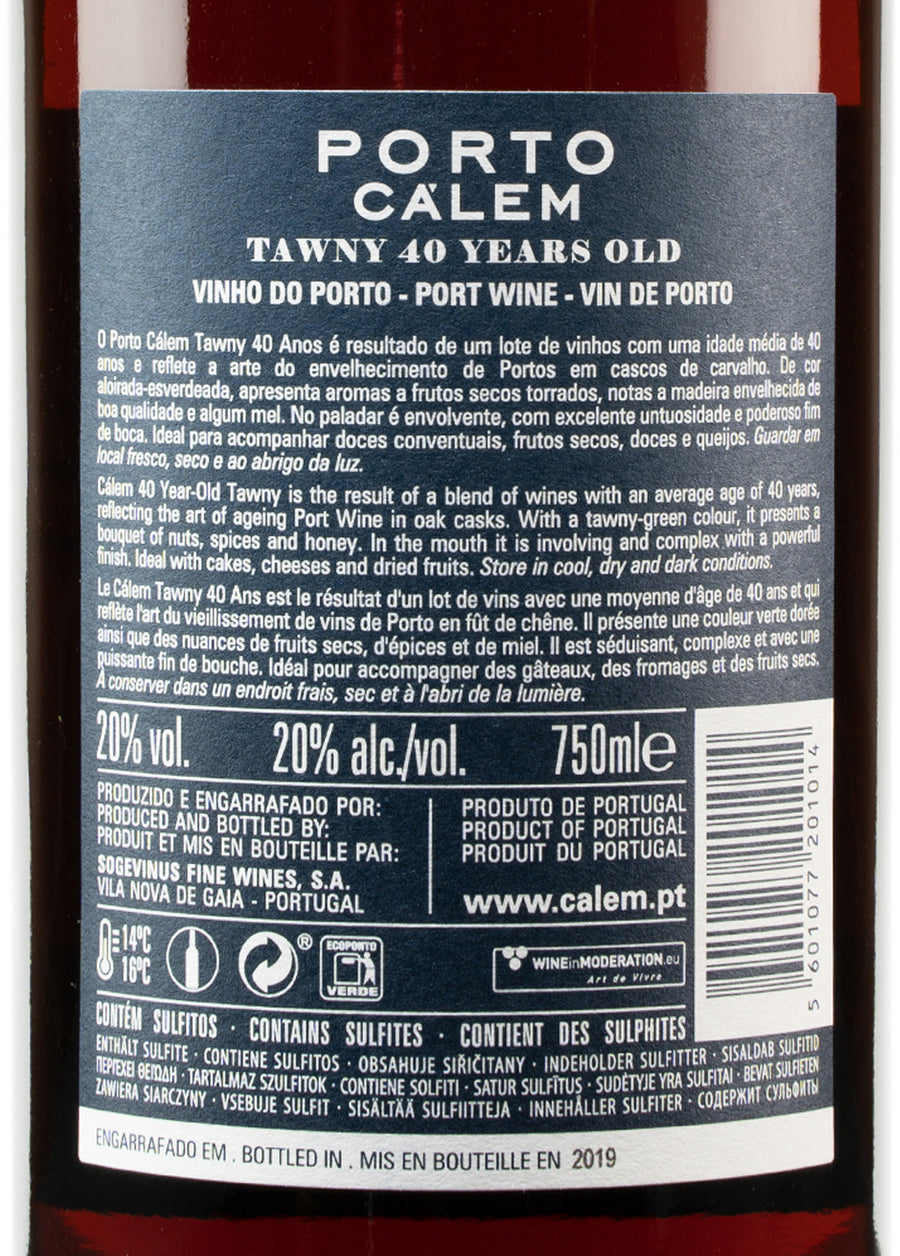 PORTO
CÁLEM
TAWNY 40 YEARS OLD
VINHO DO PORTO - PORT WINE - VIN DE PORTO
O Porto Cálem Tawny 40 Anos é resultado de um lote de vinhos com uma idade média de 40
anos e reflete a arte do envelhecimento de Portos em cascos de carvalho. De cor
aloirada-esverdeada, apresenta aromas a frutos secos torrados, notas a madeira envelhecida de
boa qualidade e algum mel. No paladar é envolvente, com excelente untuosidade e poderoso fim
de boca. Ideal para acompanhar doces conventuais, frutos secos, doces e queijos. Guardar em
local fresco, seco e ao abrigo da luz.
Cálem 40 Year-Old Tawny is the result of a blend of wines with an average age of 40 years,
reflecting the art of ageing Port Wine in oak casks. With a tawny-green colour, it presents a
bouquet of nuts, spices and honey. In the mouth it is involving and complex with a powerful
finish. Ideal with cakes, cheeses and dried fruits. Store in cool, dry and dark conditions.
Le Cálem Tawny 40 Ans est le résultat d'un lot de vins avec une moyenne d'âge de 40 ans et qui
reflète l'art du vieillissement de vins de Porto en fût de chêne. Il présente une couleur verte dorée
ainsi que des nuances de fruits secs, d'épices et de miel. Il est séduisant, complexe et avec une
puissante fin de bouche. Idéal pour accompagner des gâteaux, des fromages et des fruits secs.
À conserver dans un endroit frais, sec et à l'abri de la lumière.
20% vol. 20% alc./vol. 750ml e
PRODUZIDO E ENGARRAFADO POR:
PRODUCED AND BOTTLED BY:
PRODUIT ET MIS EN BOUTEILLE PAR:
SOGEVINUS FINE WINES, S.A.
VILA NOVA DE GAIA - PORTUGAL
PRODUTO DE PORTUGAL
PRODUCT OF PORTUGAL
PRODUIT DU PORTUGAL
www.calem.pt
5 601077 201014
14ºC
16ºC
®
ECOPONTO
VERDE
WINEinMODERATION.eu
Art de Vivre
CONTÉM SULFITOS · CONTAINS SULFITES · CONTIENT DES SULPHITES
ENTHÄLT SULFITE · CONTIENE SULFITOS · OBSAHUJE SIŘIČITANY · INDEHOLDER SULFITTER · SISALDAB SULFITID
ΠΕΡΙΕΧΕΙ ΘΕΙΩΔΗ · TARTALMAZ SZULFITOK · CONTIENE SOLFITI · SATUR SULFĪTUS · SUDĖTYJE YRA SULFITAI · BEVAT SULFIETEN
ZAWIERA SIARCZYNY · VSEBUJE SULFIT · SISÄLTÄÄ SULFIITTEJA · INNEHÅLLER SULFITER · СОДЕРЖИТ СУЛЬФИТЫ
ENGARRAFADO EM . BOTTLED IN . MIS EN BOUTEILLE EN 2019